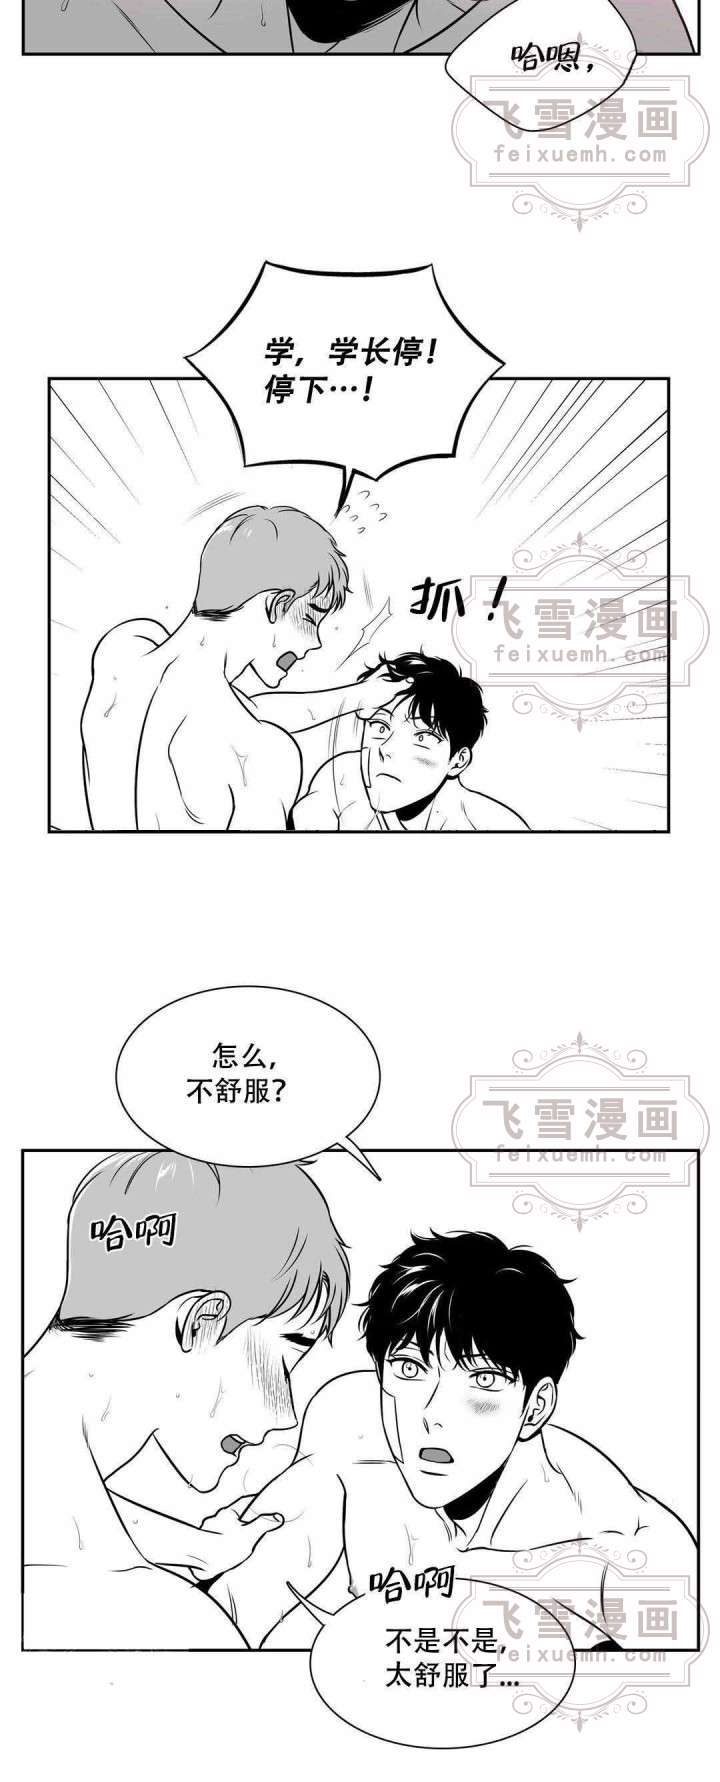 哈嗯，
飞雪漫画
feixuemh.com
学，学长停！
停下…！
抓！
飞雪漫画
feixuemh.com
怎么，
不舒服？
飞雪漫画
feixuemh.com
哈啊
哈啊
不是不是，
太舒服了...
飞雪漫画
feixuemh.com